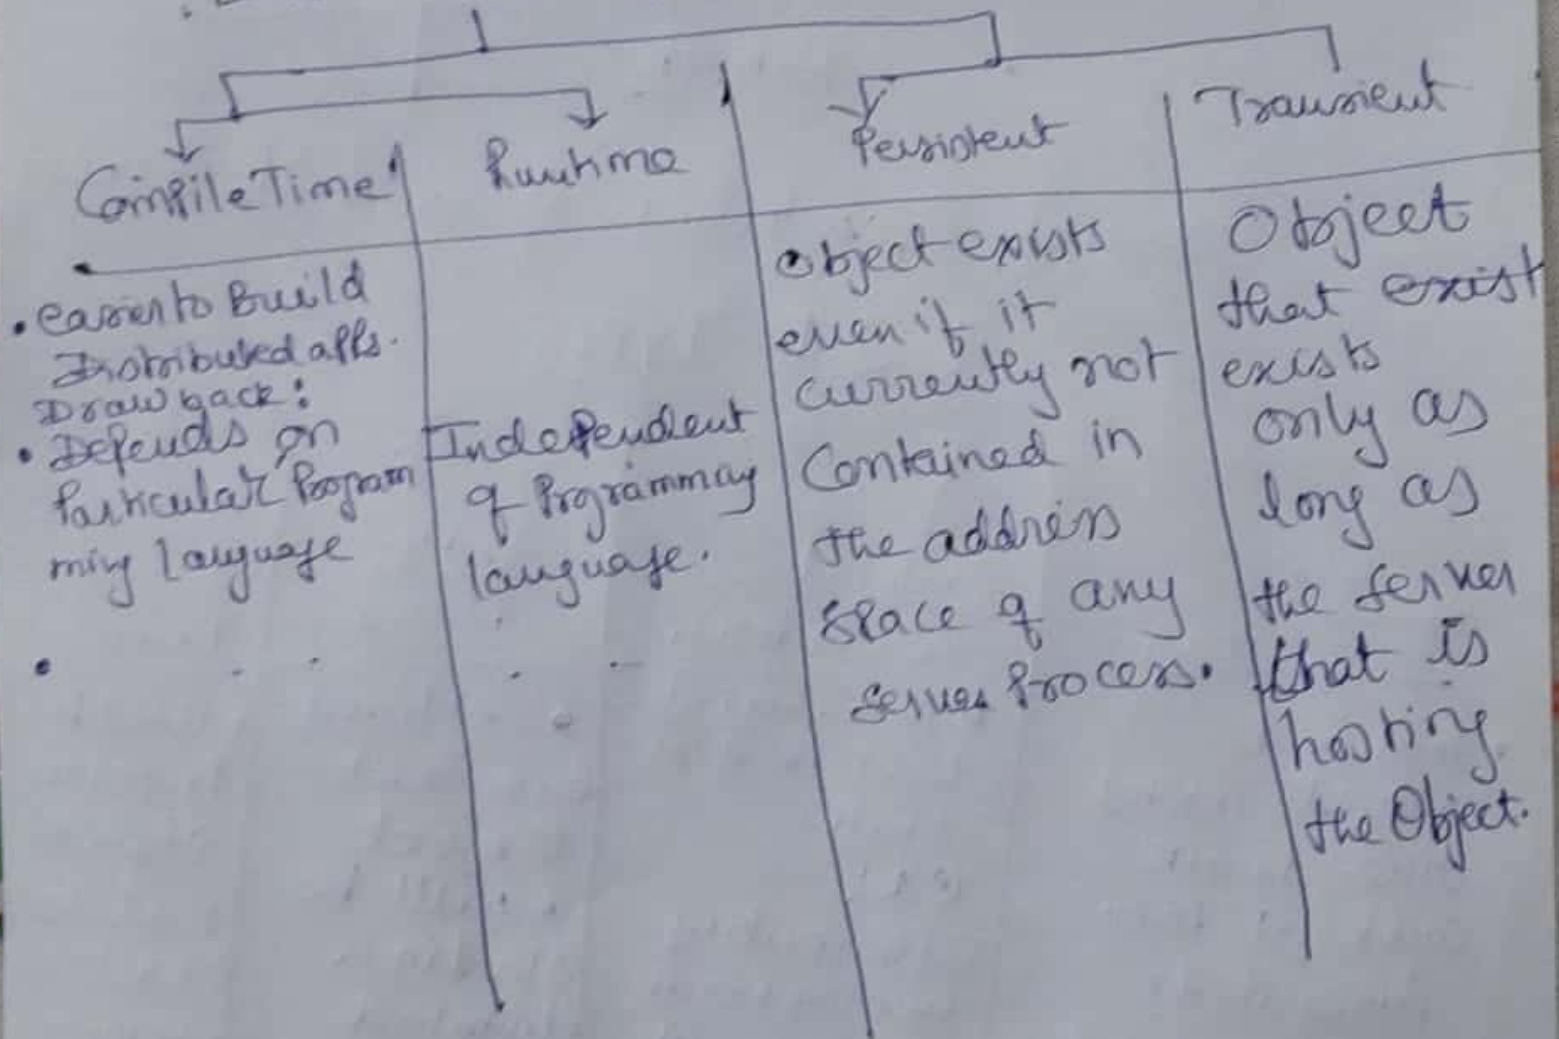 Compile Time
Runtime
Persistent
Transient
• easier to Build
Distributed apps.
Drawback:
• Depends on
Particular Program
ming language
Independent
of Programming
language.
Object exists
even if it
currently not
Contained in
the address
space of any
server Process.
Object
that exist
exists
only as
long as
the server
that is
hosting
the Object.